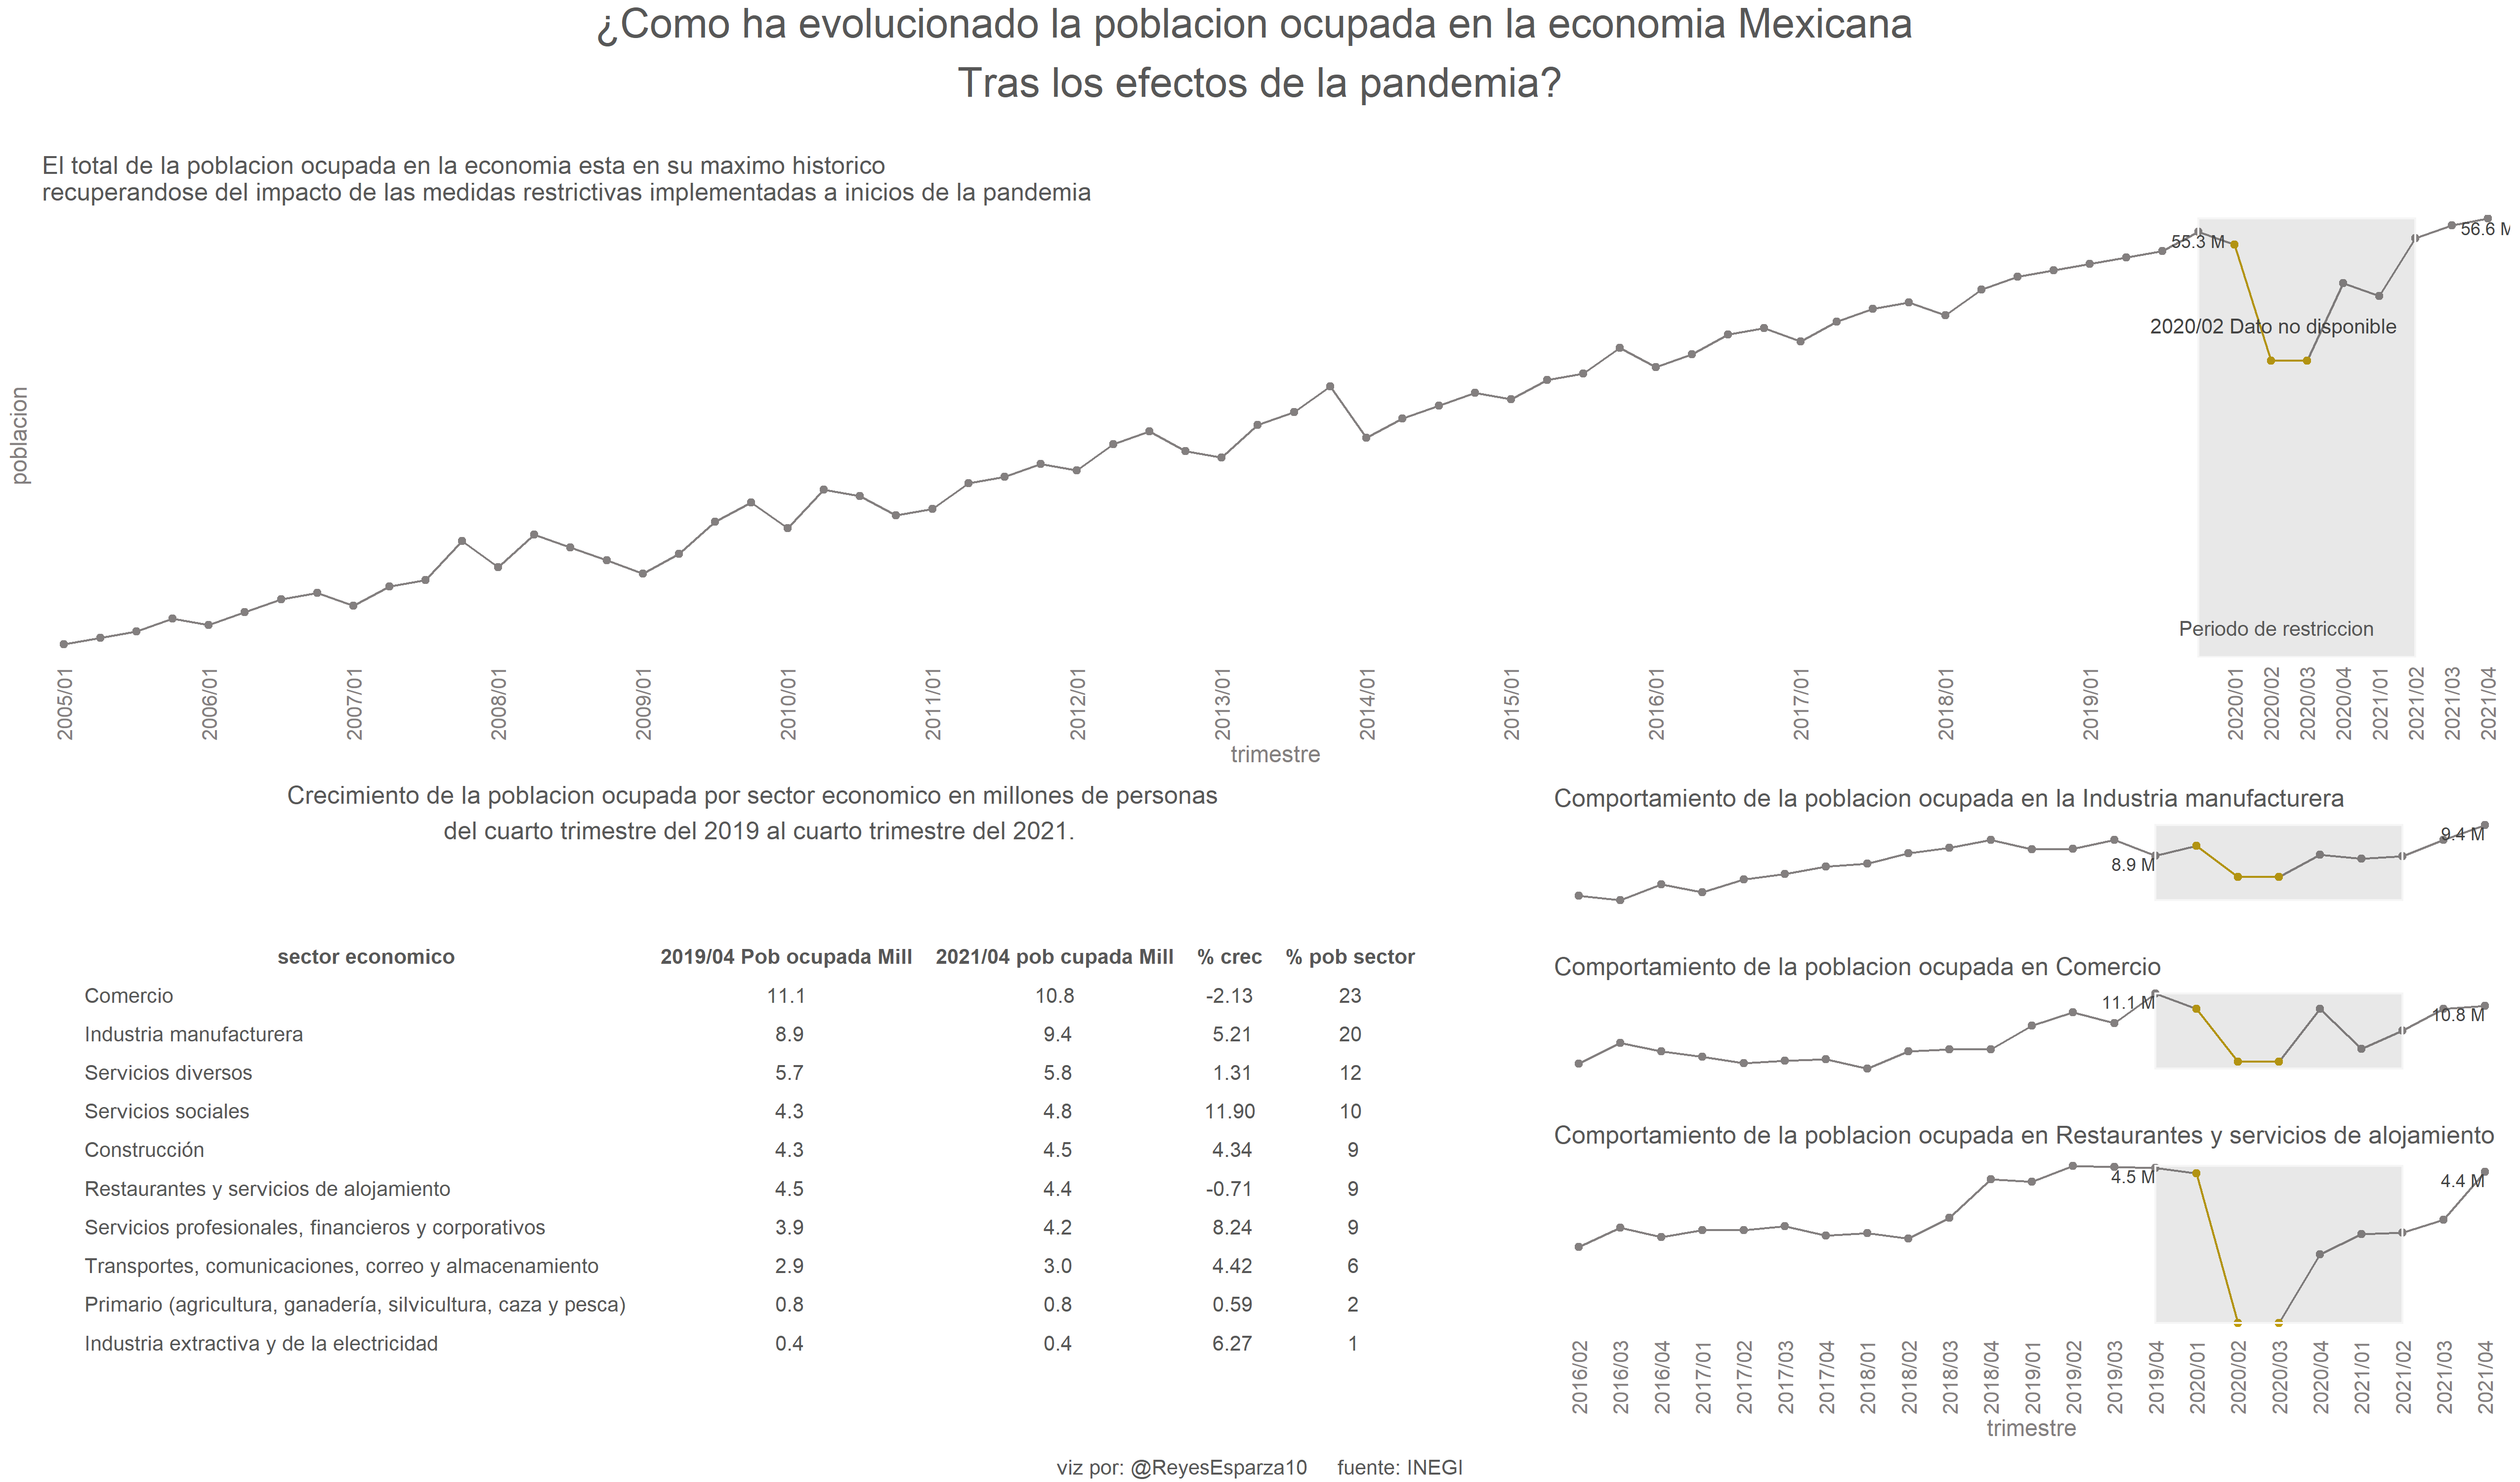 ¿Como ha evolucionado la poblacion ocupada en la economia Mexicana
Tras los efectos de la pandemia?
El total de la poblacion ocupada en la economia esta en su maximo historico
recuperandose del impacto de las medidas restrictivas implementadas a inicios de la pandemia
55.3 M
56.6 M
2020/02 Dato no disponible
poblacion
Periodo de restriccion
2005/01 2006/01 2007/01 2008/01 2009/01 2010/01 2011/01 2012/01 2013/01 2014/01 2015/01 2016/01 2017/01 2018/01 2019/01 2020/01 2020/02 2020/03 2020/04 2021/01 2021/02 2021/03 2021/04
trimestre
Crecimiento de la poblacion ocupada por sector economico en millones de personas
del cuarto trimestre del 2019 al cuarto trimestre del 2021.
sector economico 2019/04 Pob ocupada Mill 2021/04 pob cupada Mill % crec % pob sector
Comercio 11.1 10.8 -2.13 23
Industria manufacturera 8.9 9.4 5.21 20
Servicios diversos 5.7 5.8 1.31 12
Servicios sociales 4.3 4.8 11.90 10
Construcción 4.3 4.5 4.34 9
Restaurantes y servicios de alojamiento 4.5 4.4 -0.71 9
Servicios profesionales, financieros y corporativos 3.9 4.2 8.24 9
Transportes, comunicaciones, correo y almacenamiento 2.9 3.0 4.42 6
Primario (agricultura, ganadería, silvicultura, caza y pesca) 0.8 0.8 0.59 2
Industria extractiva y de la electricidad 0.4 0.4 6.27 1
Comportamiento de la poblacion ocupada en la Industria manufacturera
8.9 M
9.4 M
Comportamiento de la poblacion ocupada en Comercio
11.1 M
10.8 M
Comportamiento de la poblacion ocupada en Restaurantes y servicios de alojamiento
4.5 M
4.4 M
2016/02 2016/03 2016/04 2017/01 2017/02 2017/03 2017/04 2018/01 2018/02 2018/03 2018/04 2019/01 2019/02 2019/03 2019/04 2020/01 2020/02 2020/03 2020/04 2021/01 2021/02 2021/03 2021/04
trimestre
viz por: @ReyesEsparza10 fuente: INEGI